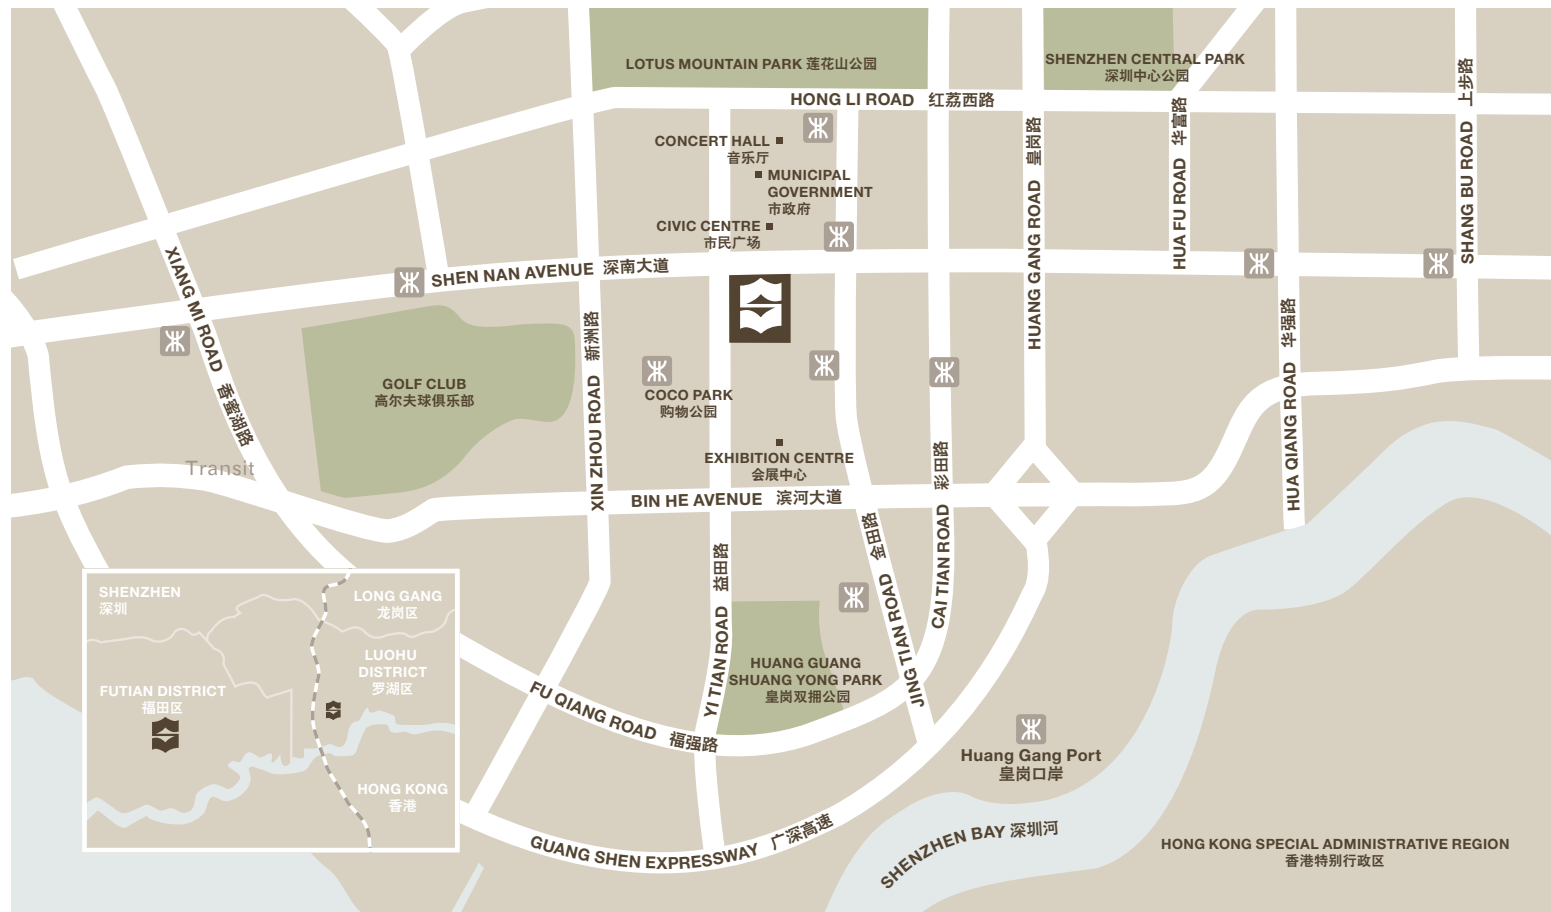 LOTUS MOUNTAIN PARK 莲花山公园
SHENZHEN CENTRAL PARK
深圳中心公园
HONG LI ROAD 红荔西路
CONCERT HALL
音乐厅
MUNICIPAL
GOVERNMENT
市政府
CIVIC CENTRE
市民广场
SHEN NAN AVENUE 深南大道
XIANG MI ROAD 香蜜湖路
XIN ZHOU ROAD 新洲路
HUANG GANG ROAD 皇岗路
HUA FU ROAD 华富路
SHANG BU ROAD 上步路
HUA QIANG ROAD 华强路
GOLF CLUB
高尔夫球俱乐部
COCO PARK
购物公园
EXHIBITION CENTRE
会展中心
Transit
BIN HE AVENUE 滨河大道
YI TIAN ROAD 益田路
JING TIAN ROAD 金田路
CAI TIAN ROAD 彩田路
SHENZHEN
深圳
LONG GANG
龙岗区
LUOHU
DISTRICT
罗湖区
FUTIAN DISTRICT
福田区
HONG KONG
香港
HUANG GUANG
SHUANG YONG PARK
皇岗双拥公园
FU QIANG ROAD 福强路
Huang Gang Port
皇岗口岸
GUANG SHEN EXPRESSWAY 广深高速
SHENZHEN BAY 深圳河
HONG KONG SPECIAL ADMINISTRATIVE REGION
香港特别行政区